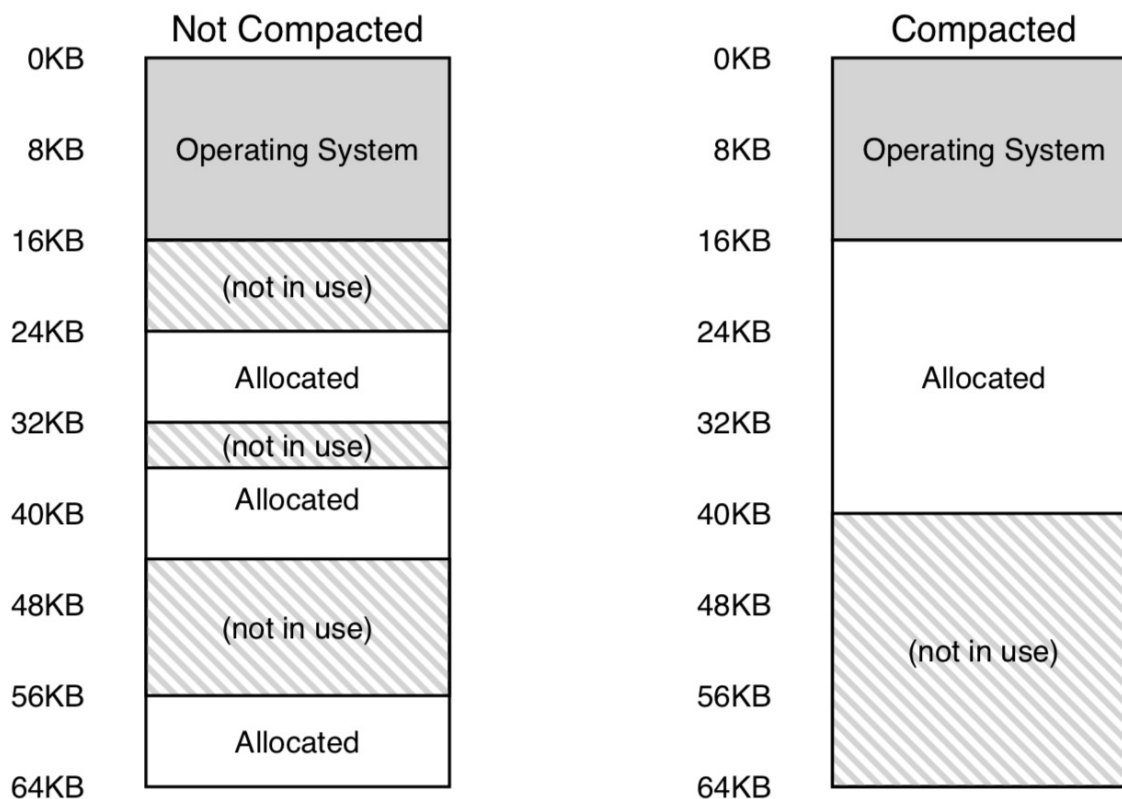 Not Compacted
0KB
8KB
Operating System
16KB
(not in use)
24KB
Allocated
32KB
(not in use)
Allocated
40KB
48KB
(not in use)
56KB
Allocated
64KB
Compacted
0KB
8KB
Operating System
16KB
24KB
Allocated
32KB
40KB
48KB
(not in use)
56KB
64KB